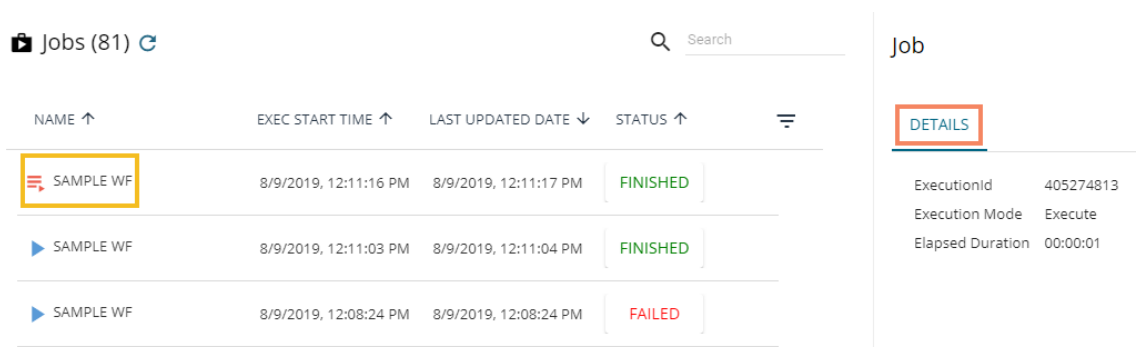 Jobs (81)
Search
NAME ↑ EXEC START TIME ↑ LAST UPDATED DATE ↓ STATUS ↑
SAMPLE WF 8/9/2019, 12:11:16 PM 8/9/2019, 12:11:17 PM FINISHED
SAMPLE WF 8/9/2019, 12:11:03 PM 8/9/2019, 12:11:04 PM FINISHED
SAMPLE WF 8/9/2019, 12:08:24 PM 8/9/2019, 12:08:24 PM FAILED
Job
DETAILS
ExecutionId 405274813
Execution Mode Execute
Elapsed Duration 00:00:01